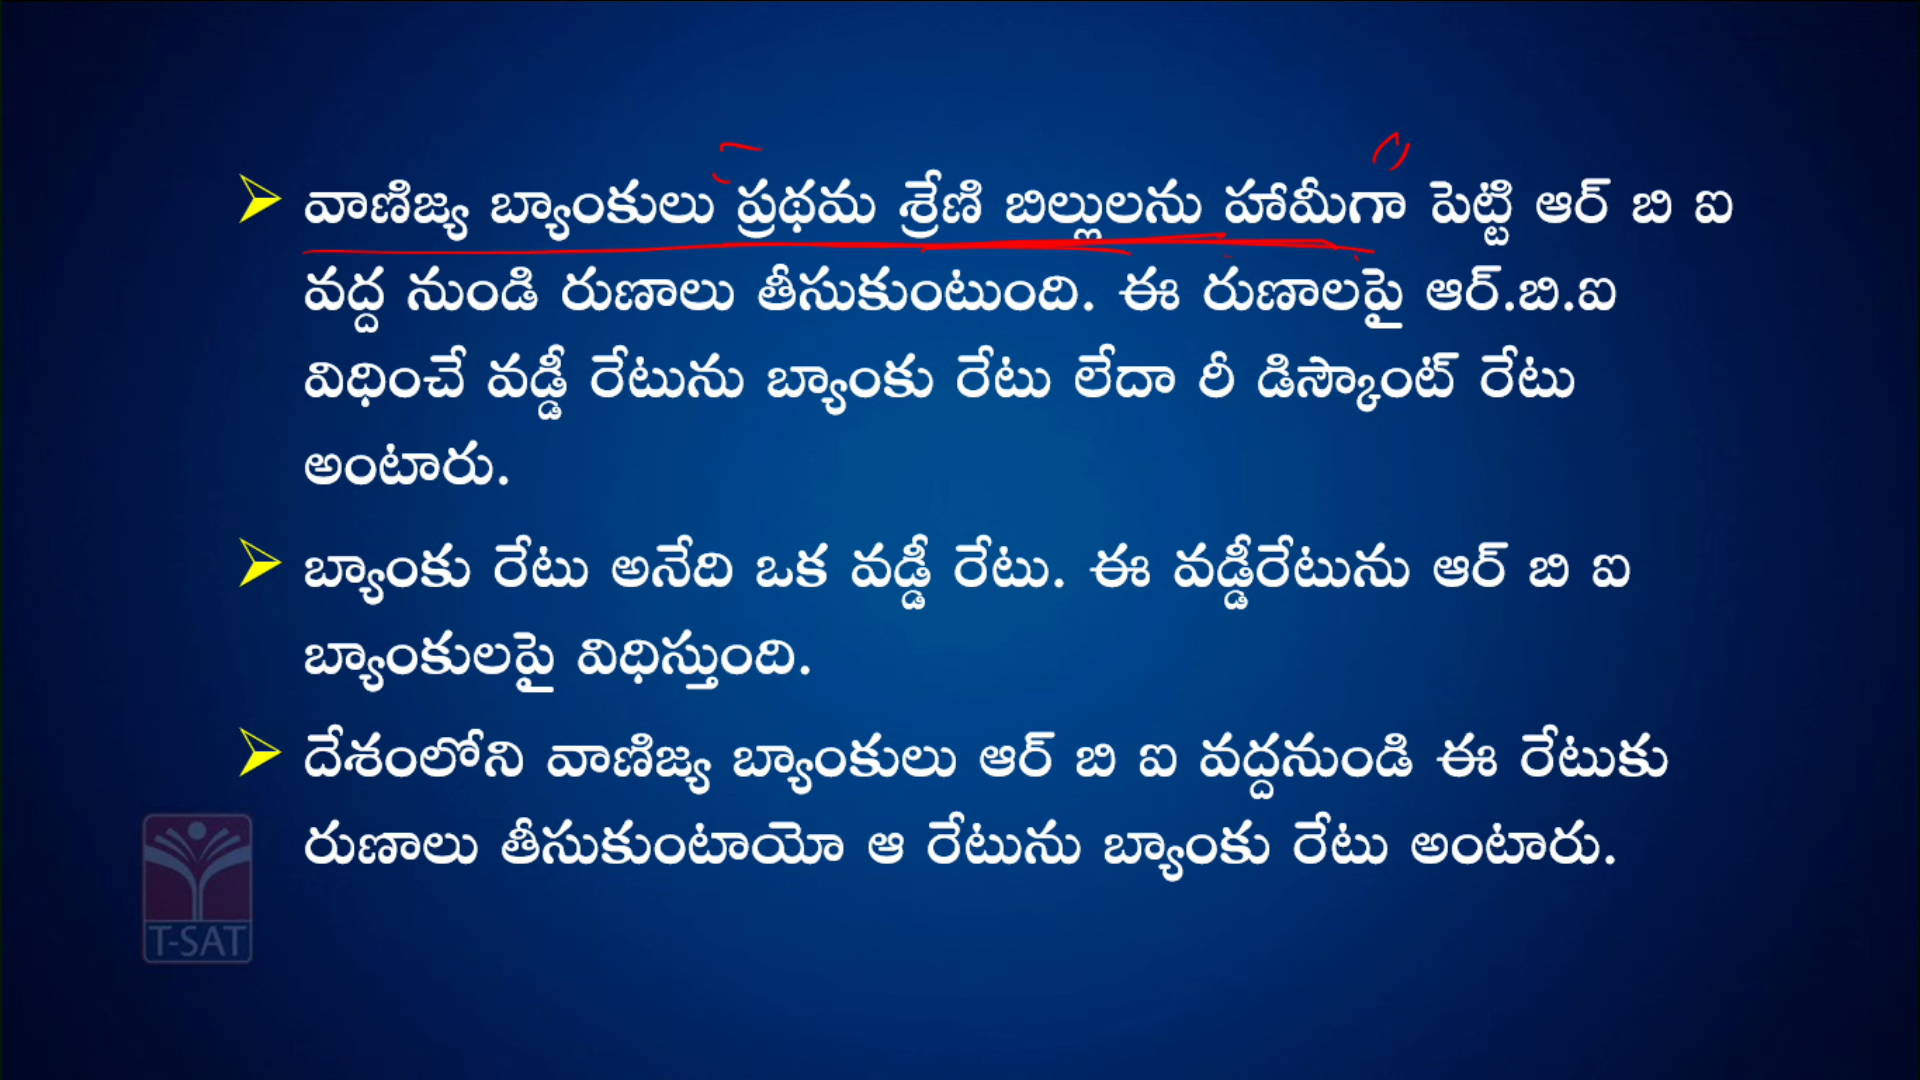 వాణిజ్య బ్యాంకులు ప్రథమ శ్రేణి బిల్లులను హామీగా పెట్టి ఆర్ బి ఐ
వద్ద నుండి రుణాలు తీసుకుంటుంది. ఈ రుణాలపై ఆర్.బి.ఐ
విధించే వడ్డీ రేటును బ్యాంకు రేటు లేదా రీ డిస్కౌంట్ రేటు
అంటారు.
బ్యాంకు రేటు అనేది ఒక వడ్డీ రేటు. ఈ వడ్డీరేటును ఆర్ బి ఐ
బ్యాంకులపై విధిస్తుంది.
దేశంలోని వాణిజ్య బ్యాంకులు ఆర్ బి ఐ వద్దనుండి ఈ రేటుకు
రుణాలు తీసుకుంటాయో ఆ రేటును బ్యాంకు రేటు అంటారు.
T-SAT